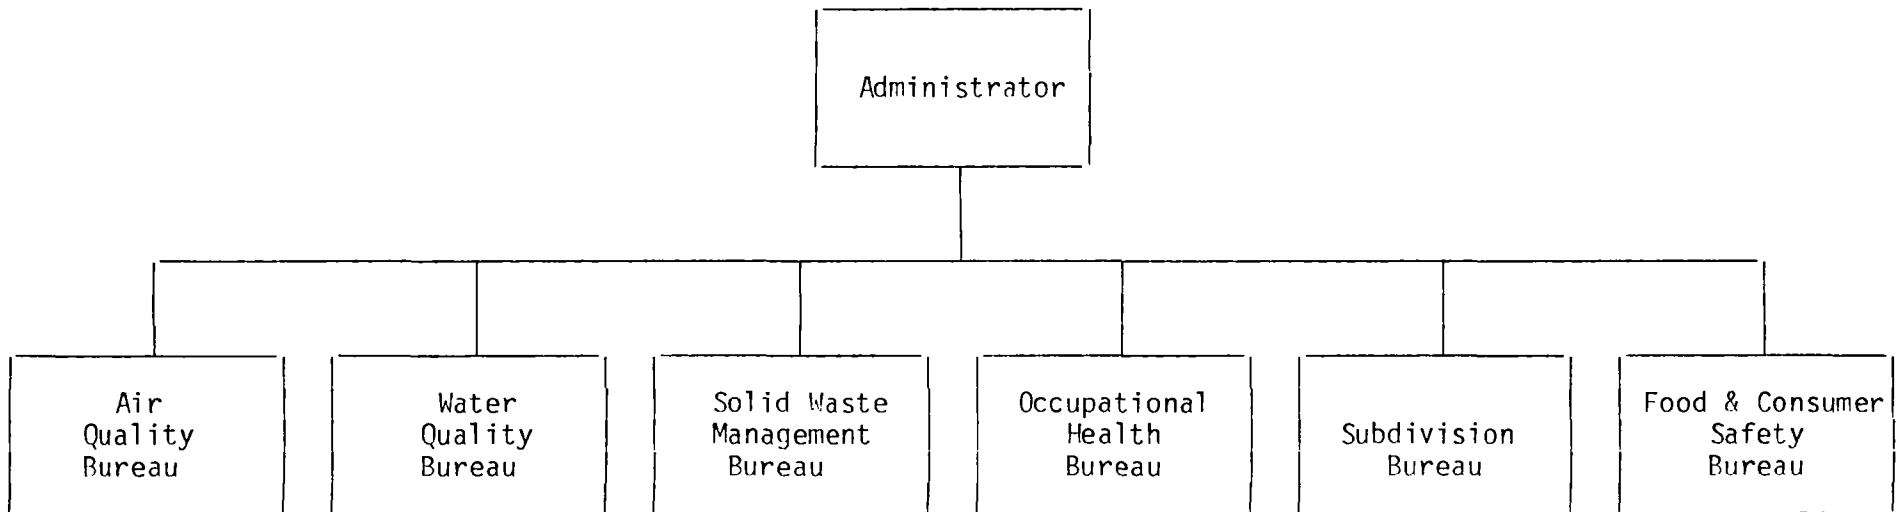 Administrator
Air
Quality
Bureau
Water
Quality
Bureau
Solid Waste
Management
Bureau
Occupational
Health
Bureau
Subdivision
Bureau
Food & Consumer
Safety
Bureau